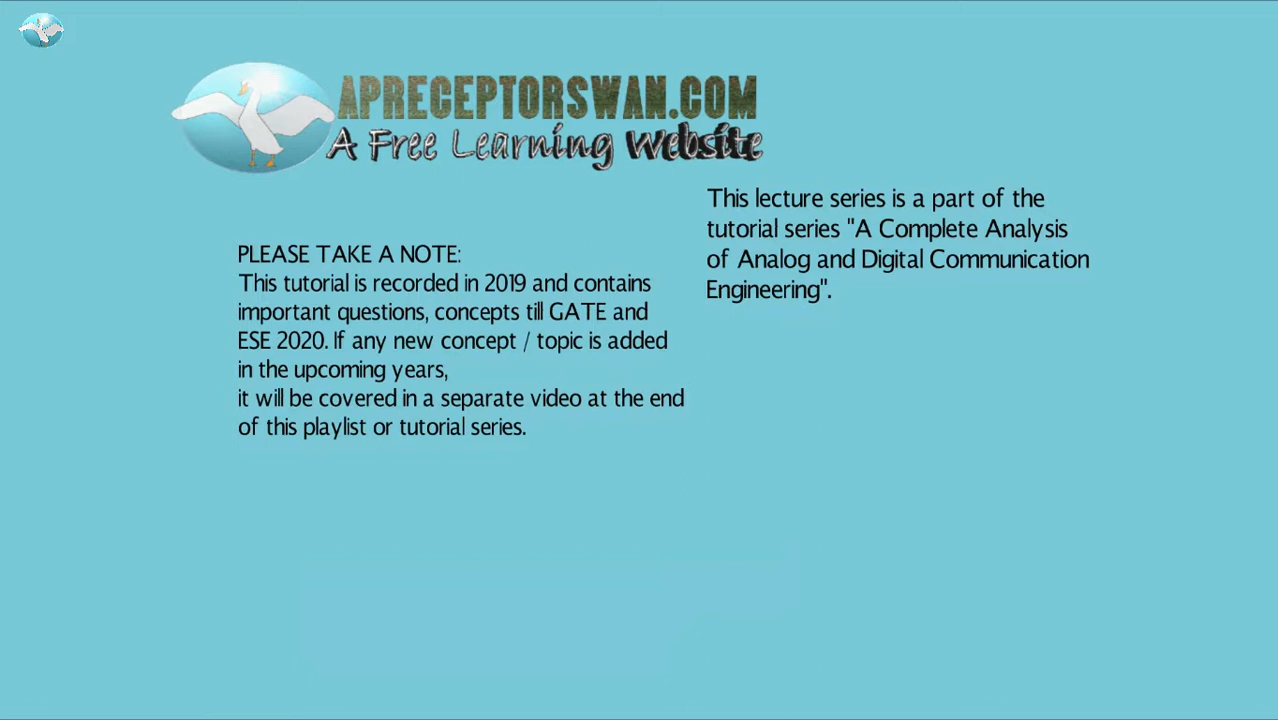 APRECEPTORSWAN.COM
A Free Learning Website
This lecture series is a part of the
tutorial series "A Complete Analysis
of Analog and Digital Communication
Engineering".
PLEASE TAKE A NOTE:
This tutorial is recorded in 2019 and contains
important questions, concepts till GATE and
ESE 2020. If any new concept / topic is added
in the upcoming years,
it will be covered in a separate video at the end
of this playlist or tutorial series.